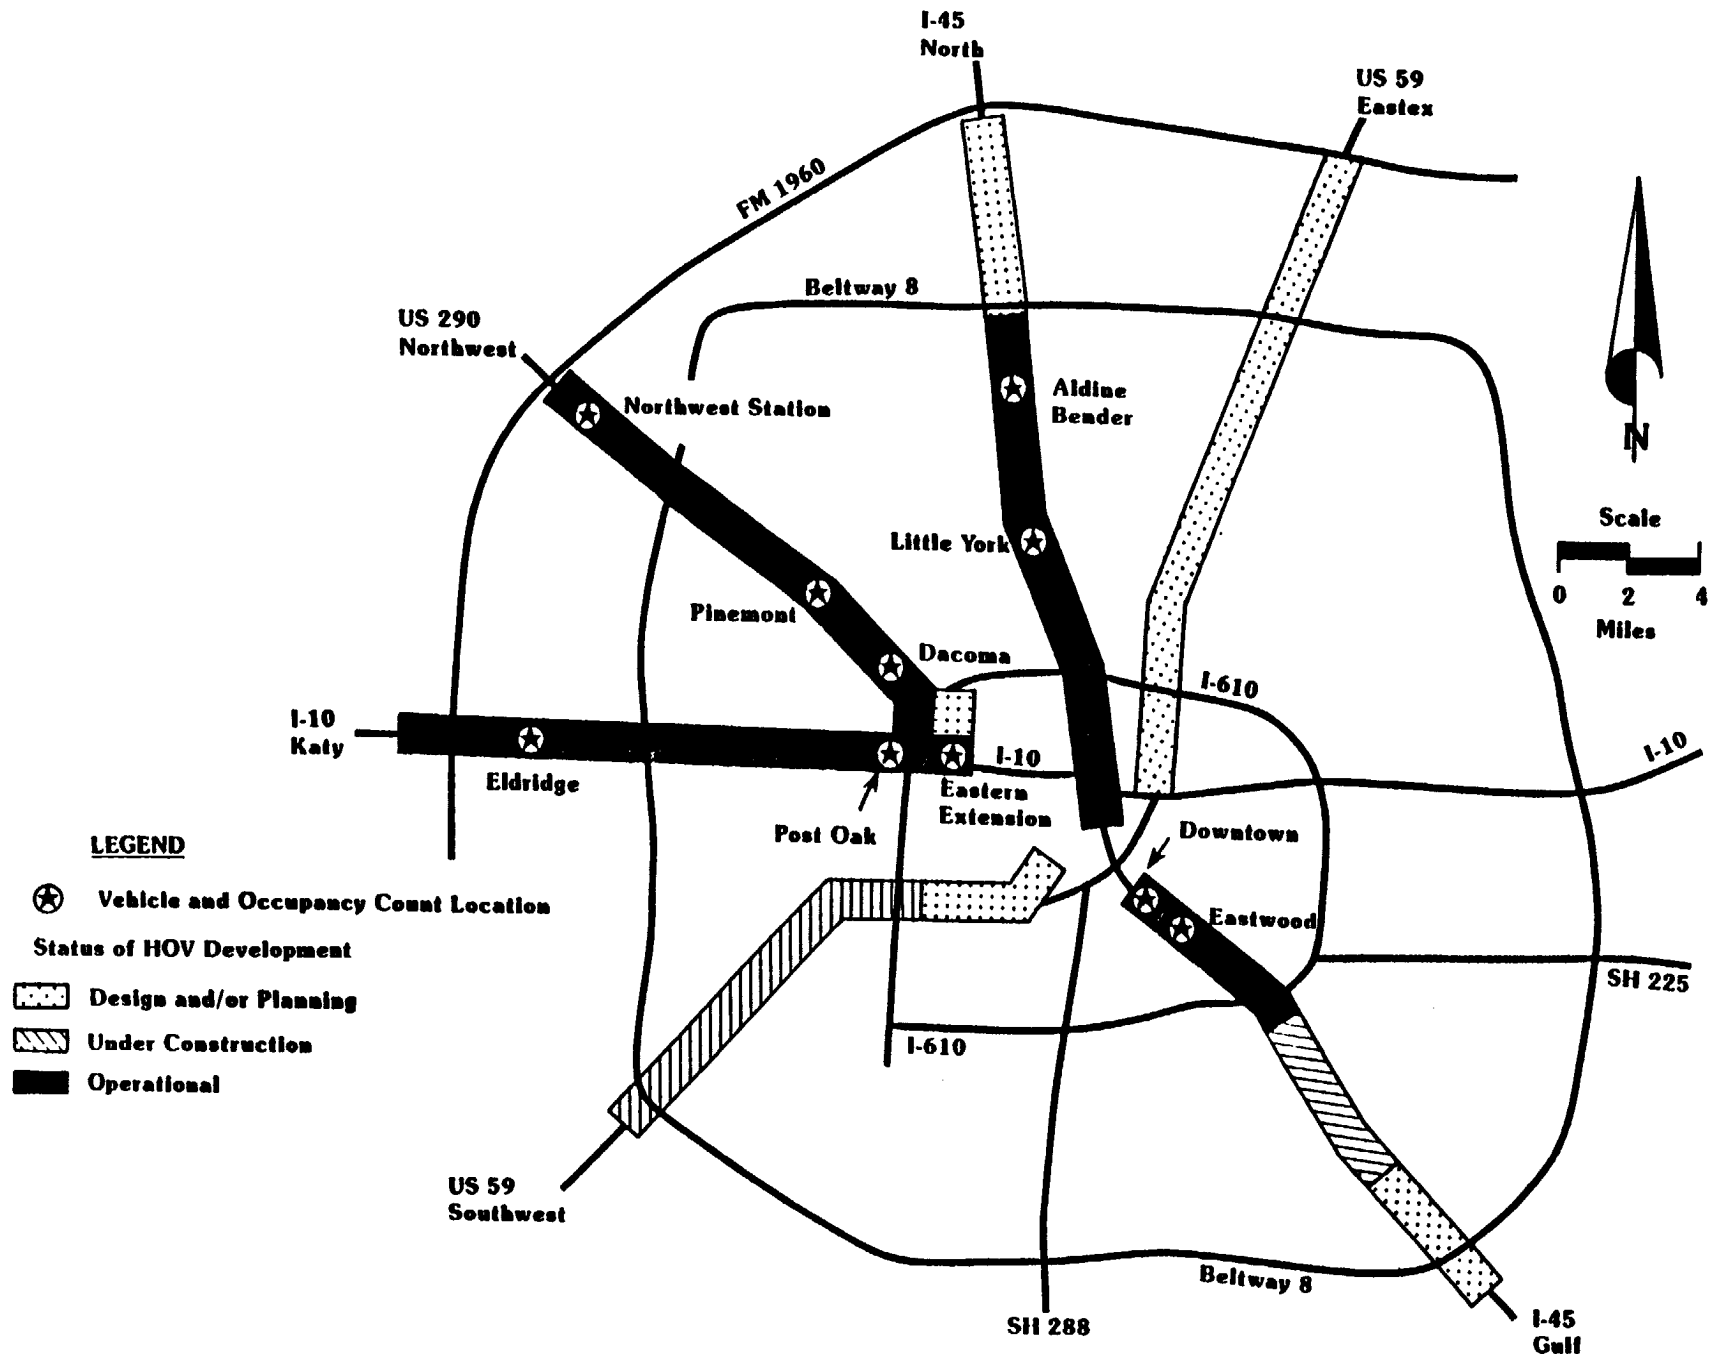 I-45
North
US 59
Eastex
FM 1960
Beltway 8
US 290
Northwest
Northwest Station
Aldine
Bender
N
Scale
0 2 4
Miles
Little York
Pinemont
Dacoma
I-610
I-10
Katy
Eldridge
I-10
I-10
Eastern
Extension
Post Oak
Downtown
Eastwood
SH 225
I-610
LEGEND
Vehicle and Occupancy Count Location
Status of HOV Development
Design and/or Planning
Under Construction
Operational
US 59
Southwest
Beltway 8
SH 288
I-45
Gulf